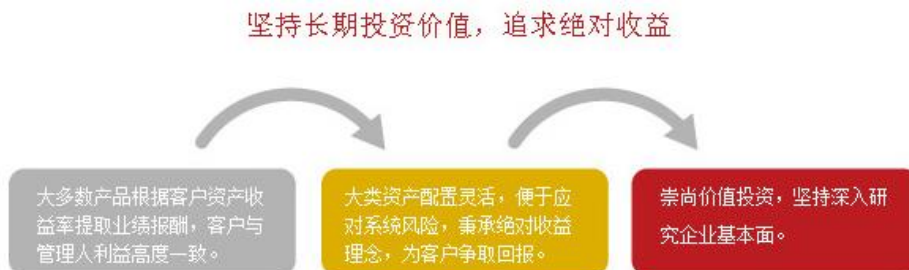 坚持长期投资价值，追求绝对收益
大多数产品根据客户资产收
益率提取业绩报酬，客户与
管理人利益高度一致。
大类资产配置灵活，便于应
对系统风险，秉承绝对收益
理念，为客户争取回报。
崇尚价值投资，坚持深入研
究企业基本面。